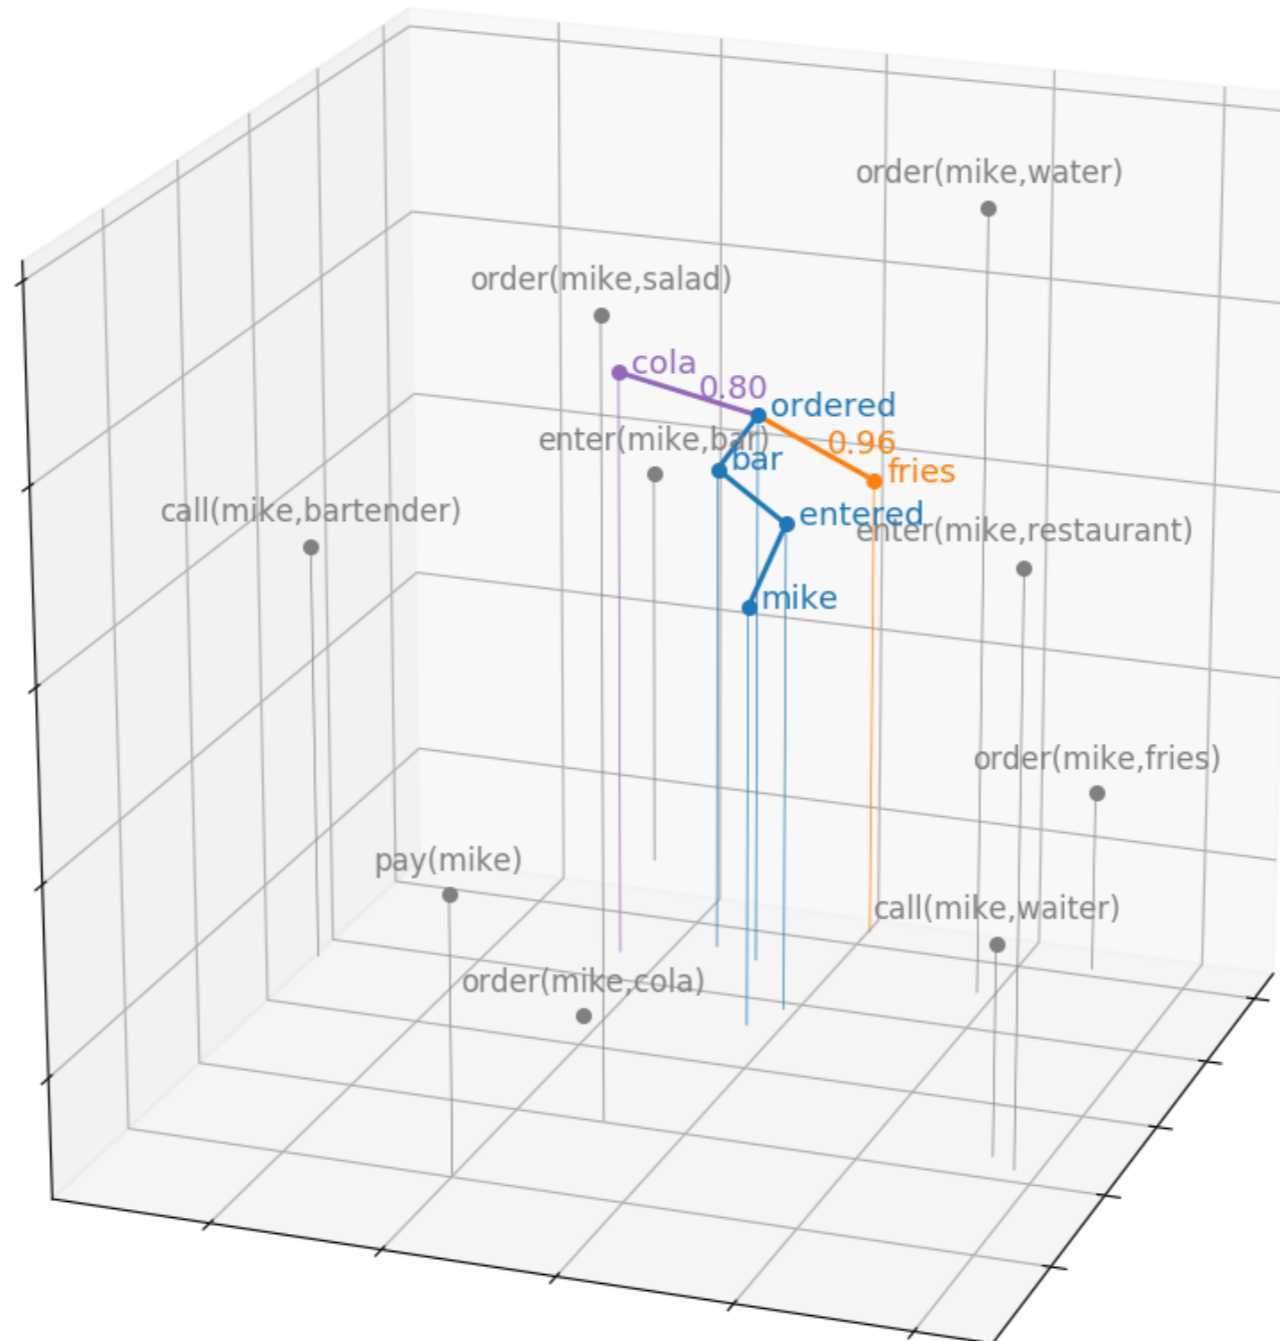 order(mike,water)
order(mike,salad)
cola
0.80
ordered
enter(mike,bar)
0.96
bar
fries
call(mike,bartender)
entered
enter(mike,restaurant)
mike
order(mike,fries)
pay(mike)
call(mike,waiter)
order(mike,cola)